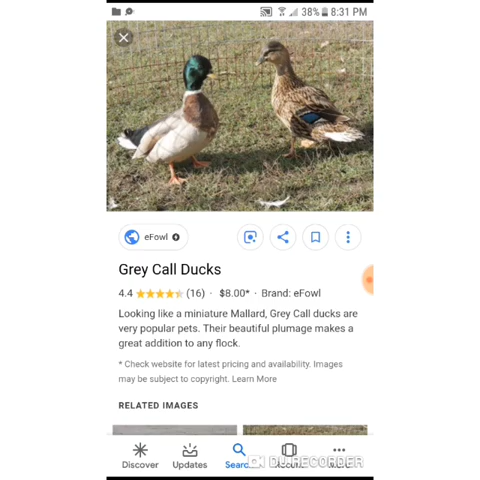 38% 8:31 PM
eFowl
Grey Call Ducks
4.4 (16) · $8.00* · Brand: eFowl
Looking like a miniature Mallard, Grey Call ducks are
very popular pets. Their beautiful plumage makes a
great addition to any flock.
* Check website for latest pricing and availability. Images
may be subject to copyright. Learn More
RELATED IMAGES
Discover Updates Search
RECORDER